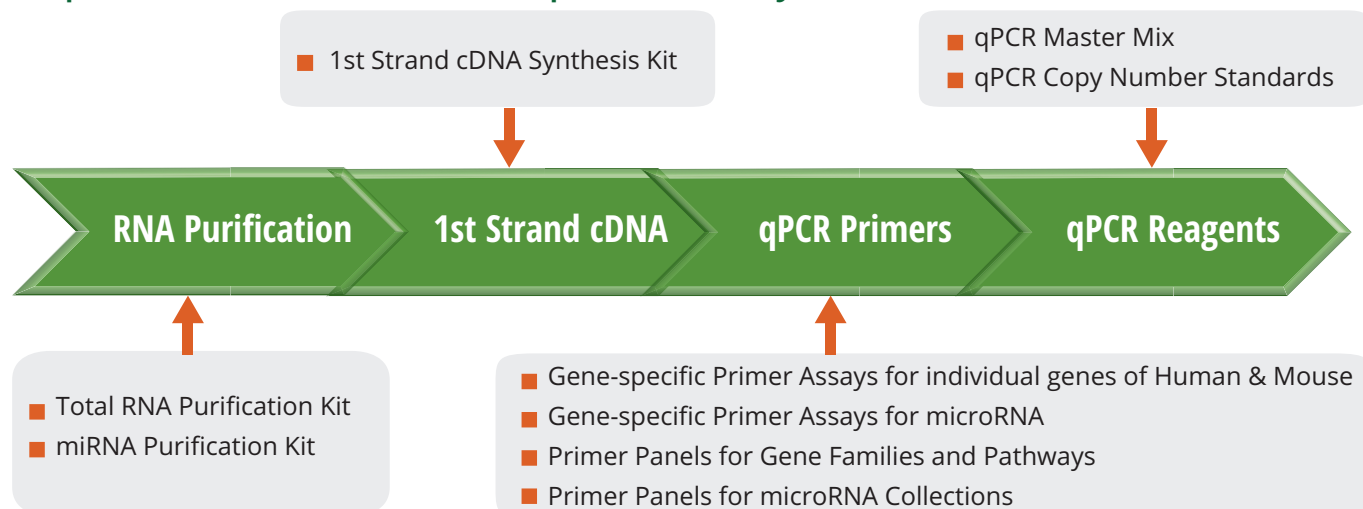 1st Strand cDNA Synthesis Kit
qPCR Master Mix
qPCR Copy Number Standards
RNA Purification
1st Strand cDNA
qPCR Primers
qPCR Reagents
Total RNA Purification Kit
miRNA Purification Kit
Gene-specific Primer Assays for individual genes of Human & Mouse
Gene-specific Primer Assays for microRNA
Primer Panels for Gene Families and Pathways
Primer Panels for microRNA Collections